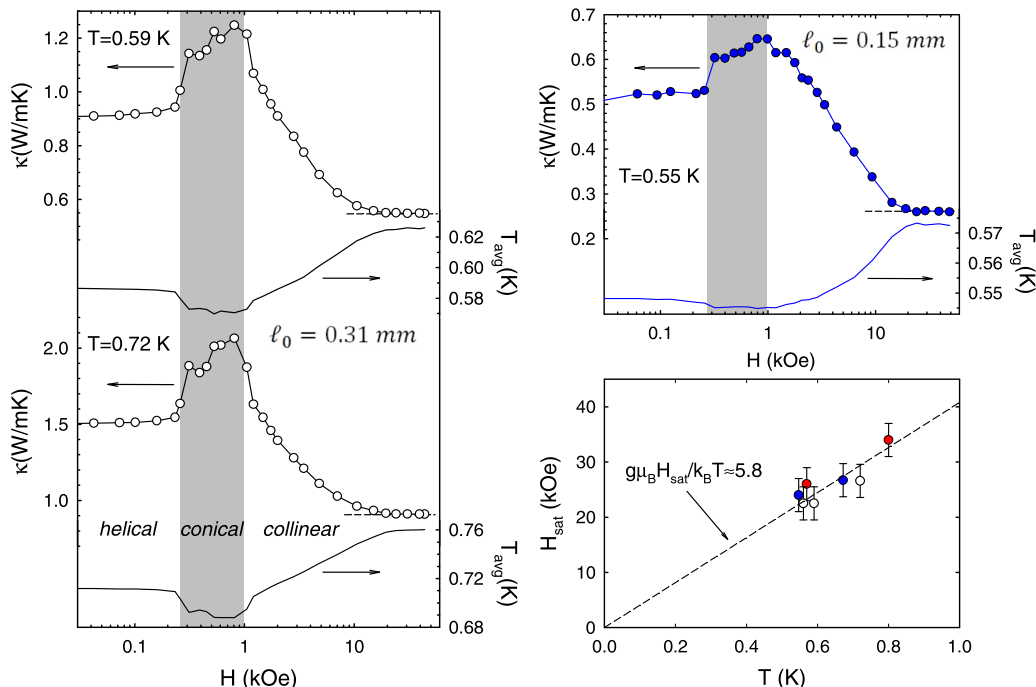 1.2
1.0
0.8
0.6
κ(W/mK)
T=0.59 K
0.62
0.60
0.58
T_avg(K)
T=0.72 K
ℓ₀ = 0.31 mm
2.0
1.5
1.0
κ(W/mK)
helical conical collinear
0.76
0.72
0.68
T_avg(K)
0.1 1 10
H (kOe)
0.7
0.6
0.5
0.4
0.3
0.2
κ(W/mK)
ℓ₀ = 0.15 mm
T=0.55 K
0.57
0.56
0.55
T_avg(K)
0.1 1 10
H (kOe)
40
30
20
10
0
H_sat (kOe)
gμ_BH_sat/k_BT≈5.8
0.0 0.2 0.4 0.6 0.8 1.0
T (K)